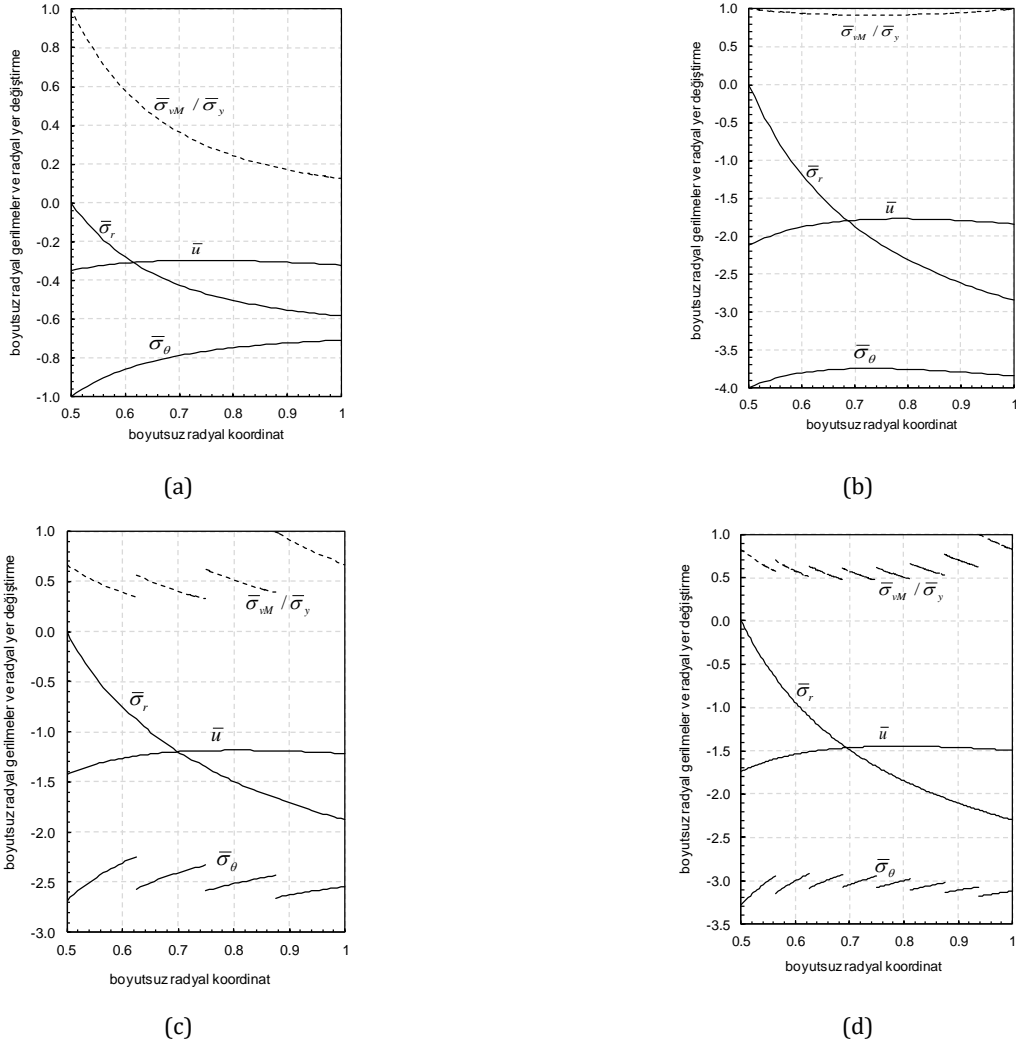 boyutsuz radyal gerilmeler ve radyal yer değiştirme
1.0
0.8
0.6
0.4
0.2
0.0
-0.2
-0.4
-0.6
-0.8
-1.0
σ̅vM / σ̅y
σ̅r
u̅
σ̅θ
0.5 0.6 0.7 0.8 0.9 1
boyutsuz radyal koordinat
(a)
boyutsuz radyal gerilmeler ve radyal yer değiştirme
1.0
0.0
-0.5
-1.0
-1.5
-2.0
-2.5
-3.0
-3.5
-4.0
σ̅vM / σ̅y
σ̅r
u̅
σ̅θ
0.5 0.6 0.7 0.8 0.9 1
boyutsuz radyal koordinat
(b)
boyutsuz radyal gerilmeler ve radyal yer değiştirme
1.0
0.5
0.0
-0.5
-1.0
-1.5
-2.0
-2.5
-3.0
σ̅vM / σ̅y
σ̅r
u̅
σ̅θ
0.5 0.6 0.7 0.8 0.9 1
boyutsuz radyal koordinat
(c)
boyutsuz radyal gerilmeler ve radyal yer değiştirme
1.0
0.5
0.0
-0.5
-1.0
-1.5
-2.0
-2.5
-3.0
-3.5
σ̅vM / σ̅y
σ̅r
u̅
σ̅θ
0.5 0.6 0.7 0.8 0.9 1
boyutsuz radyal koordinat
(d)